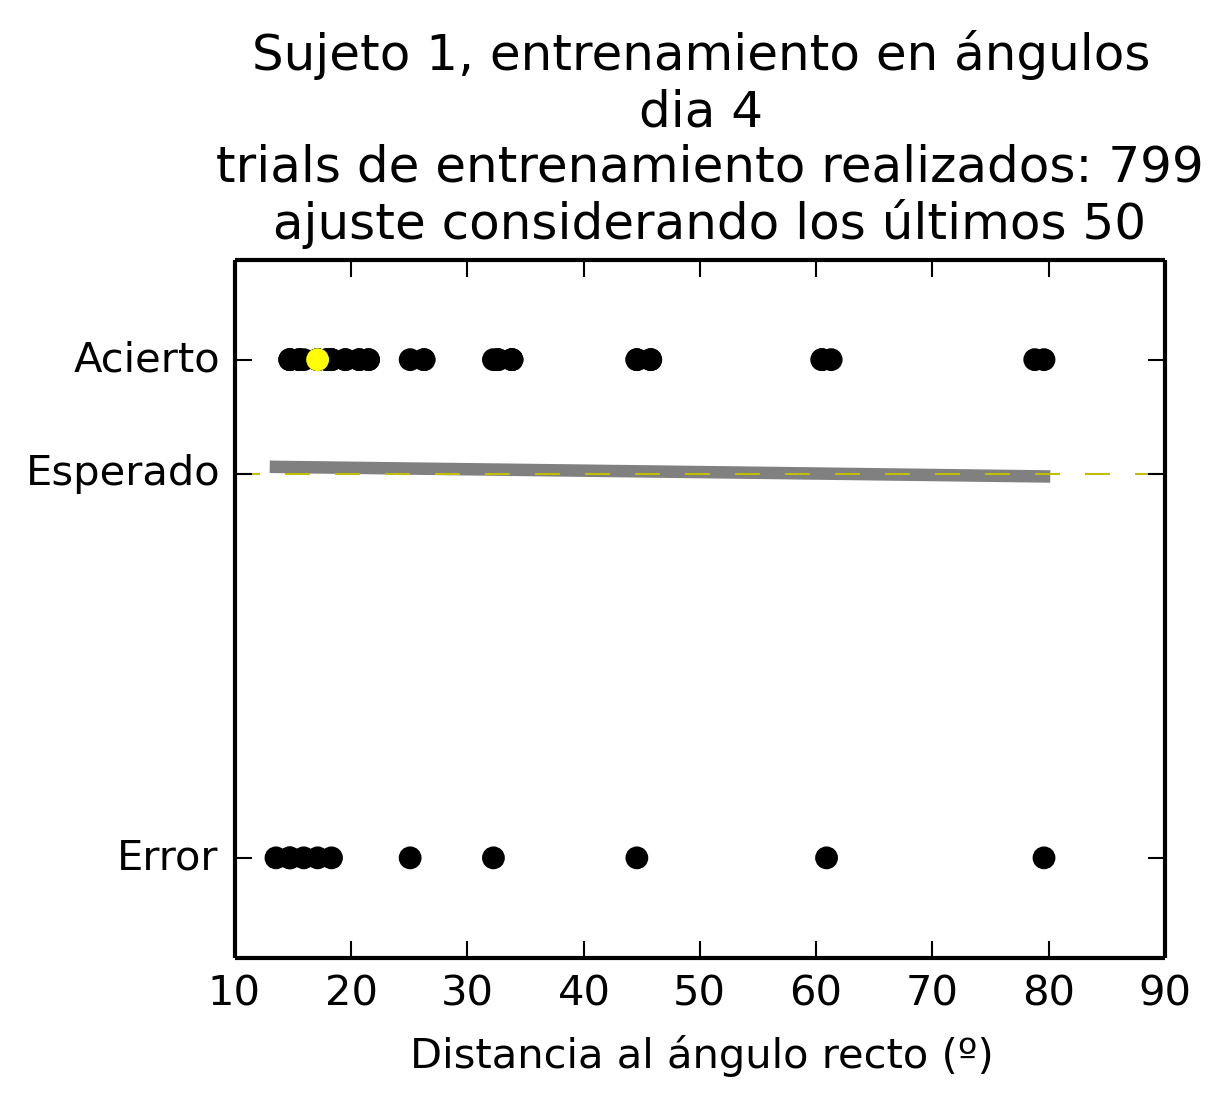 Sujeto 1, entrenamiento en ángulos
dia 4
trials de entrenamiento realizados: 799
ajuste considerando los últimos 50
Acierto
Esperado
Error
10 20 30 40 50 60 70 80 90
Distancia al ángulo recto (º)